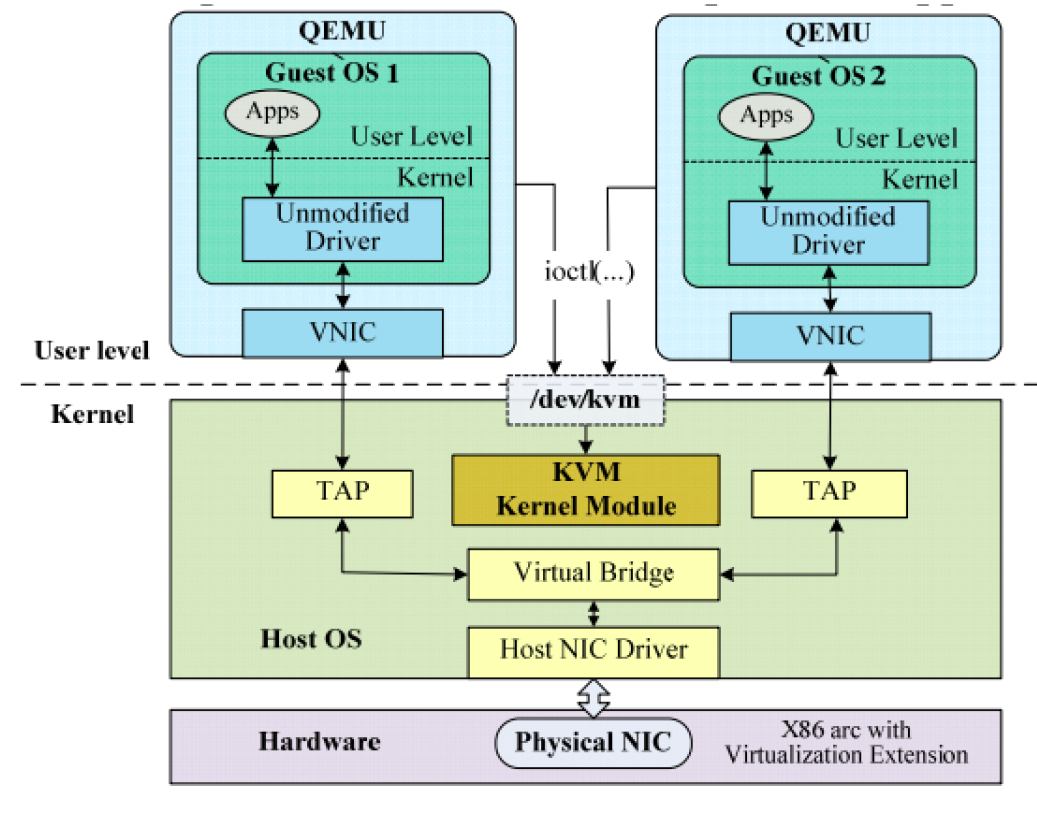 QEMU
Guest OS 1
Apps
User Level
Kernel
Unmodified
Driver
VNIC
QEMU
Guest OS 2
Apps
User Level
Kernel
Unmodified
Driver
VNIC
ioctl(...)
User level
Kernel
/dev/kvm
TAP
KVM
Kernel Module
TAP
Virtual Bridge
Host OS
Host NIC Driver
Hardware
Physical NIC
X86 arc with
Virtualization Extension